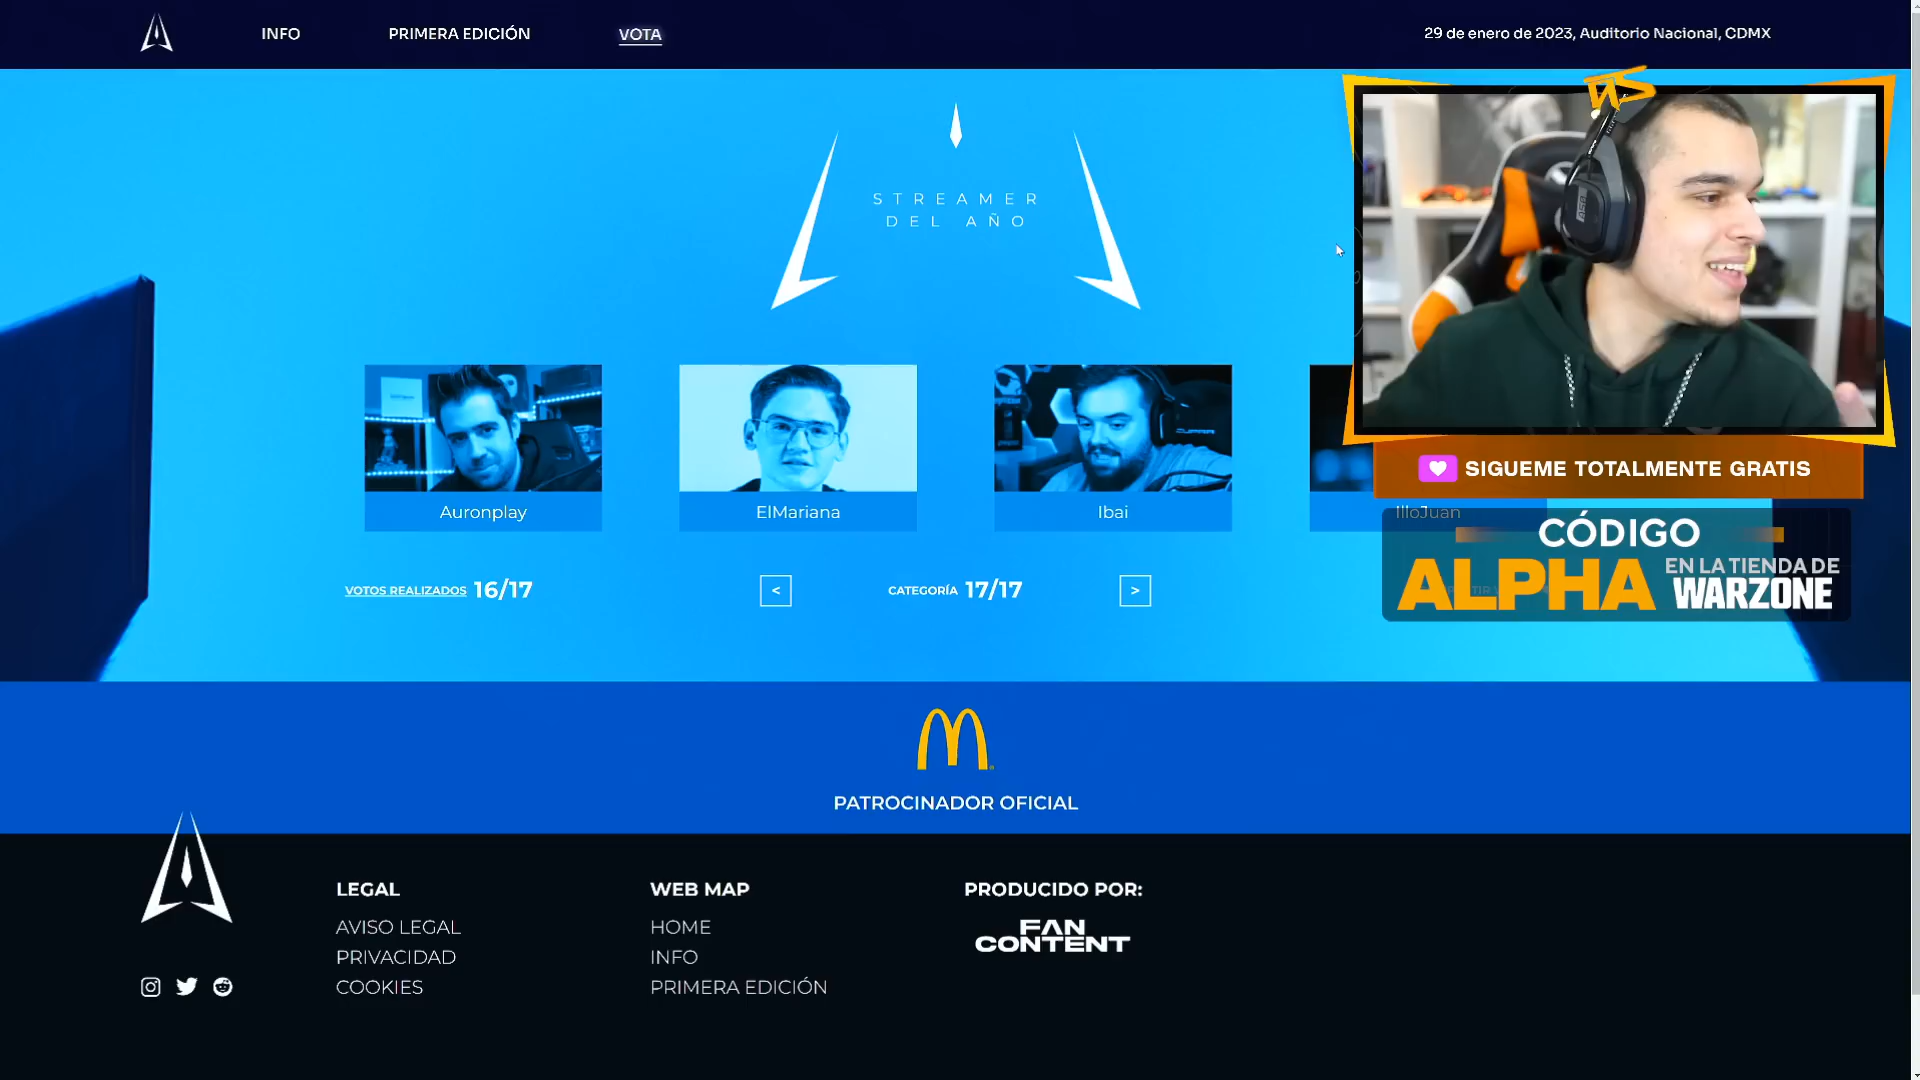 INFO
PRIMERA EDICIÓN
VOTA
29 de enero de 2023, Auditorio Nacional, CDMX
STREAMER
DEL AÑO
Auronplay
ElMariana
Ibai
IlloJuan
SIGUEME TOTALMENTE GRATIS
CÓDIGO
ALPHA
EN LA TIENDA DE
WARZONE
VOTOS REALIZADOS 16/17
<
CATEGORÍA 17/17
>
PATROCINADOR OFICIAL
LEGAL
AVISO LEGAL
PRIVACIDAD
COOKIES
WEB MAP
HOME
INFO
PRIMERA EDICIÓN
PRODUCIDO POR:
FAN
CONTENT